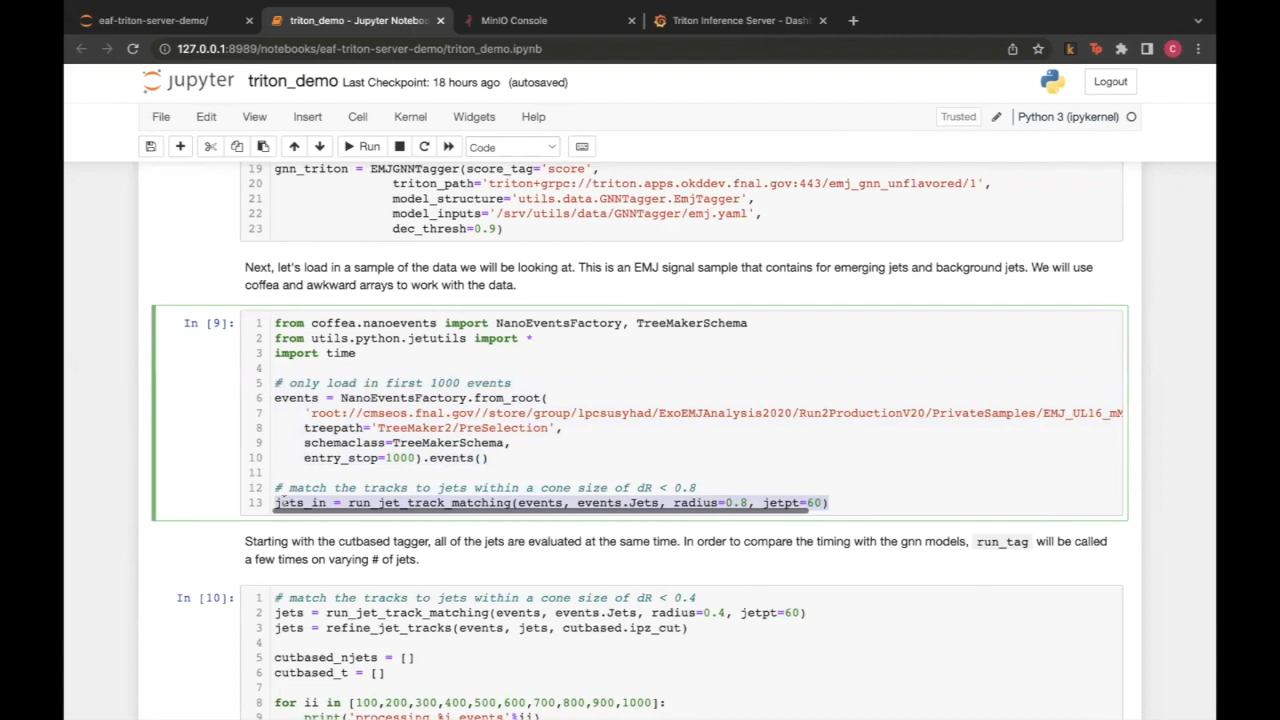 eaf-triton-server-demo/
triton_demo - Jupyter Noteboo
MinIO Console
Triton Inference Server - Dash
127.0.0.1:8989/notebooks/eaf-triton-server-demo/triton_demo.ipynb
C
jupyter triton_demo Last Checkpoint: 18 hours ago (autosaved)
Logout
File Edit View Insert Cell Kernel Widgets Help
Trusted Python 3 (ipykernel)
Run Code
19 gnn_triton = EMJGNNTagger(score_tag='score',
20 triton_path='triton+grpc://triton.apps.okddev.fnal.gov:443/emj_gnn_unflavored/1',
21 model_structure='utils.data.GNNTagger.EmjTagger',
22 model_inputs='/srv/utils/data/GNNTagger/emj.yaml',
23 dec_thresh=0.9)
Next, let's load in a sample of the data we will be looking at. This is an EMJ signal sample that contains for emerging jets and background jets. We will use
coffea and awkward arrays to work with the data.
In [9]:
1 from coffea.nanoevents import NanoEventsFactory, TreeMakerSchema
2 from utils.python.jetutils import *
3 import time
4
5 # only load in first 1000 events
6 events = NanoEventsFactory.from_root(
7 'root://cmseos.fnal.gov//store/group/lpcsusyhad/ExoEMJAnalysis2020/Run2ProductionV20/PrivateSamples/EMJ_UL16_mM
8 treepath='TreeMaker2/PreSelection',
9 schemaclass=TreeMakerSchema,
10 entry_stop=1000).events()
11
12 # match the tracks to jets within a cone size of dR < 0.8
13 jets_in = run_jet_track_matching(events, events.Jets, radius=0.8, jetpt=60)
Starting with the cutbased tagger, all of the jets are evaluated at the same time. In order to compare the timing with the gnn models, run_tag will be called
a few times on varying # of jets.
In [10]:
1 # match the tracks to jets within a cone size of dR < 0.4
2 jets = run_jet_track_matching(events, events.Jets, radius=0.4, jetpt=60)
3 jets = refine_jet_tracks(events, jets, cutbased.ipz_cut)
4
5 cutbased_njets = []
6 cutbased_t = []
7
8 for ii in [100,200,300,400,500,600,700,800,900,1000]:
9 print('processing %i events'%ii)